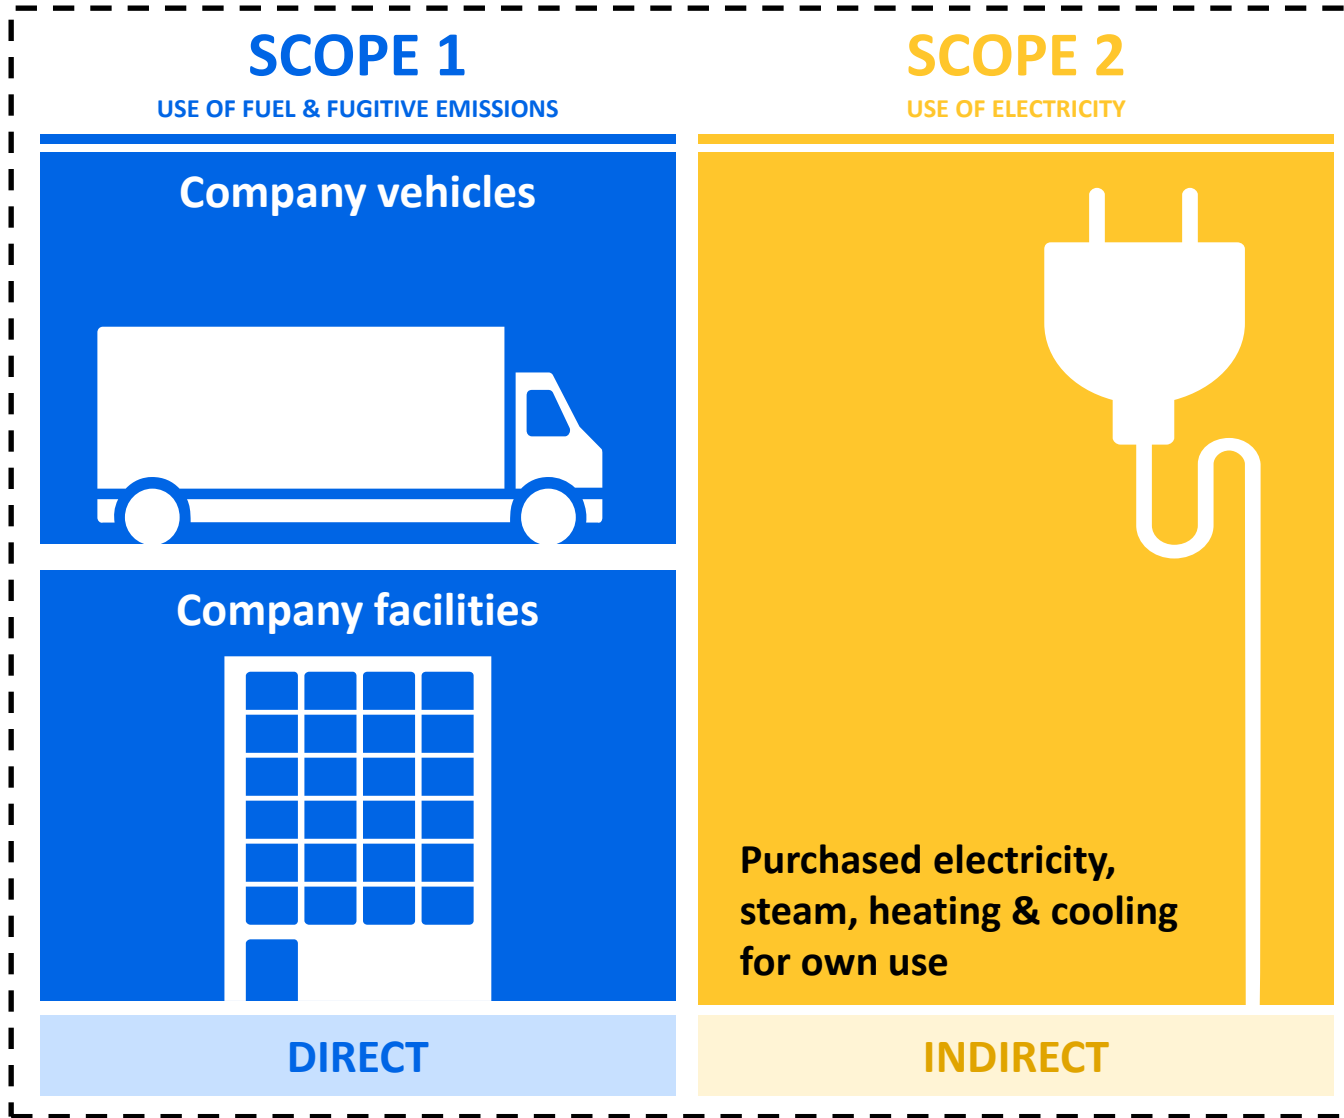 SCOPE 1
USE OF FUEL & FUGITIVE EMISSIONS
Company vehicles
Company facilities
DIRECT
SCOPE 2
USE OF ELECTRICITY
Purchased electricity,
steam, heating & cooling
for own use
INDIRECT